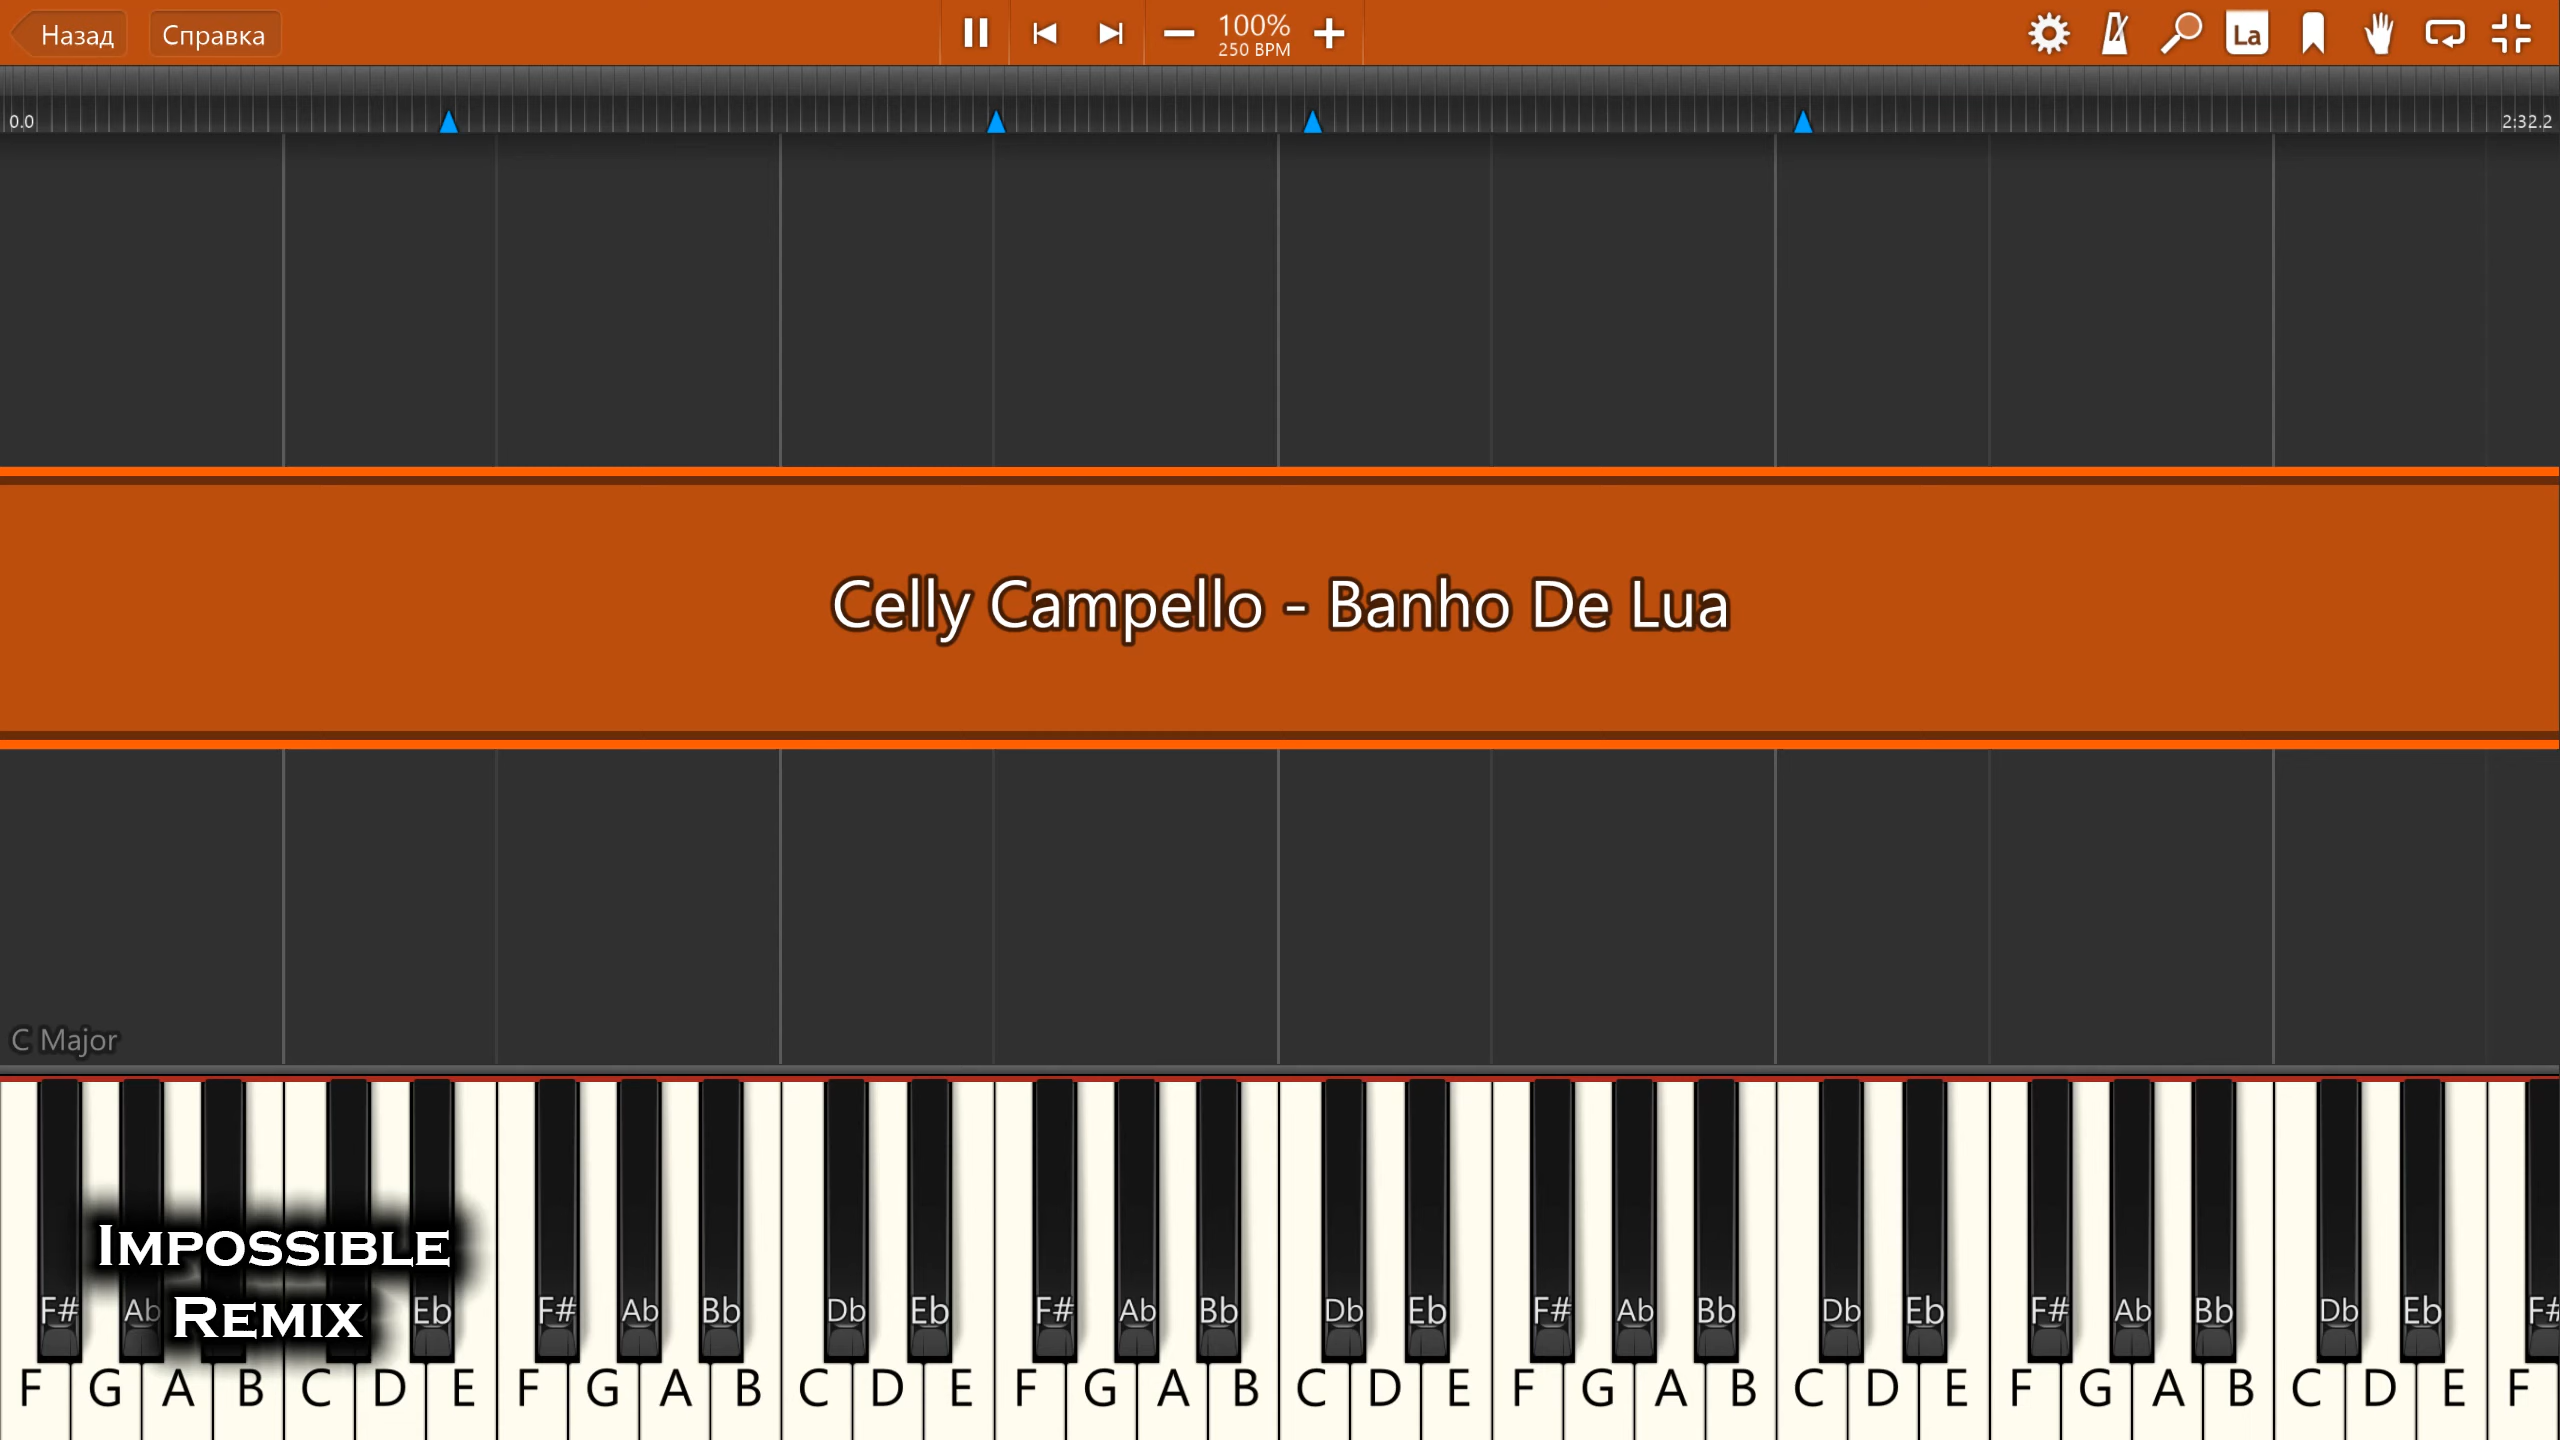 Назад Справка 100% La
250 BPM
0.0 2:32.2
Celly Campello - Banho De Lua
C Major
Impossible
Remix
F# Ab Eb F# Ab Bb Db Eb F# Ab Bb Db Eb F# Ab Bb Db Eb F# Ab Bb Db Eb F#
F G A B C D E F G A B C D E F G A B C D E F G A B C D E F G A B C D E F